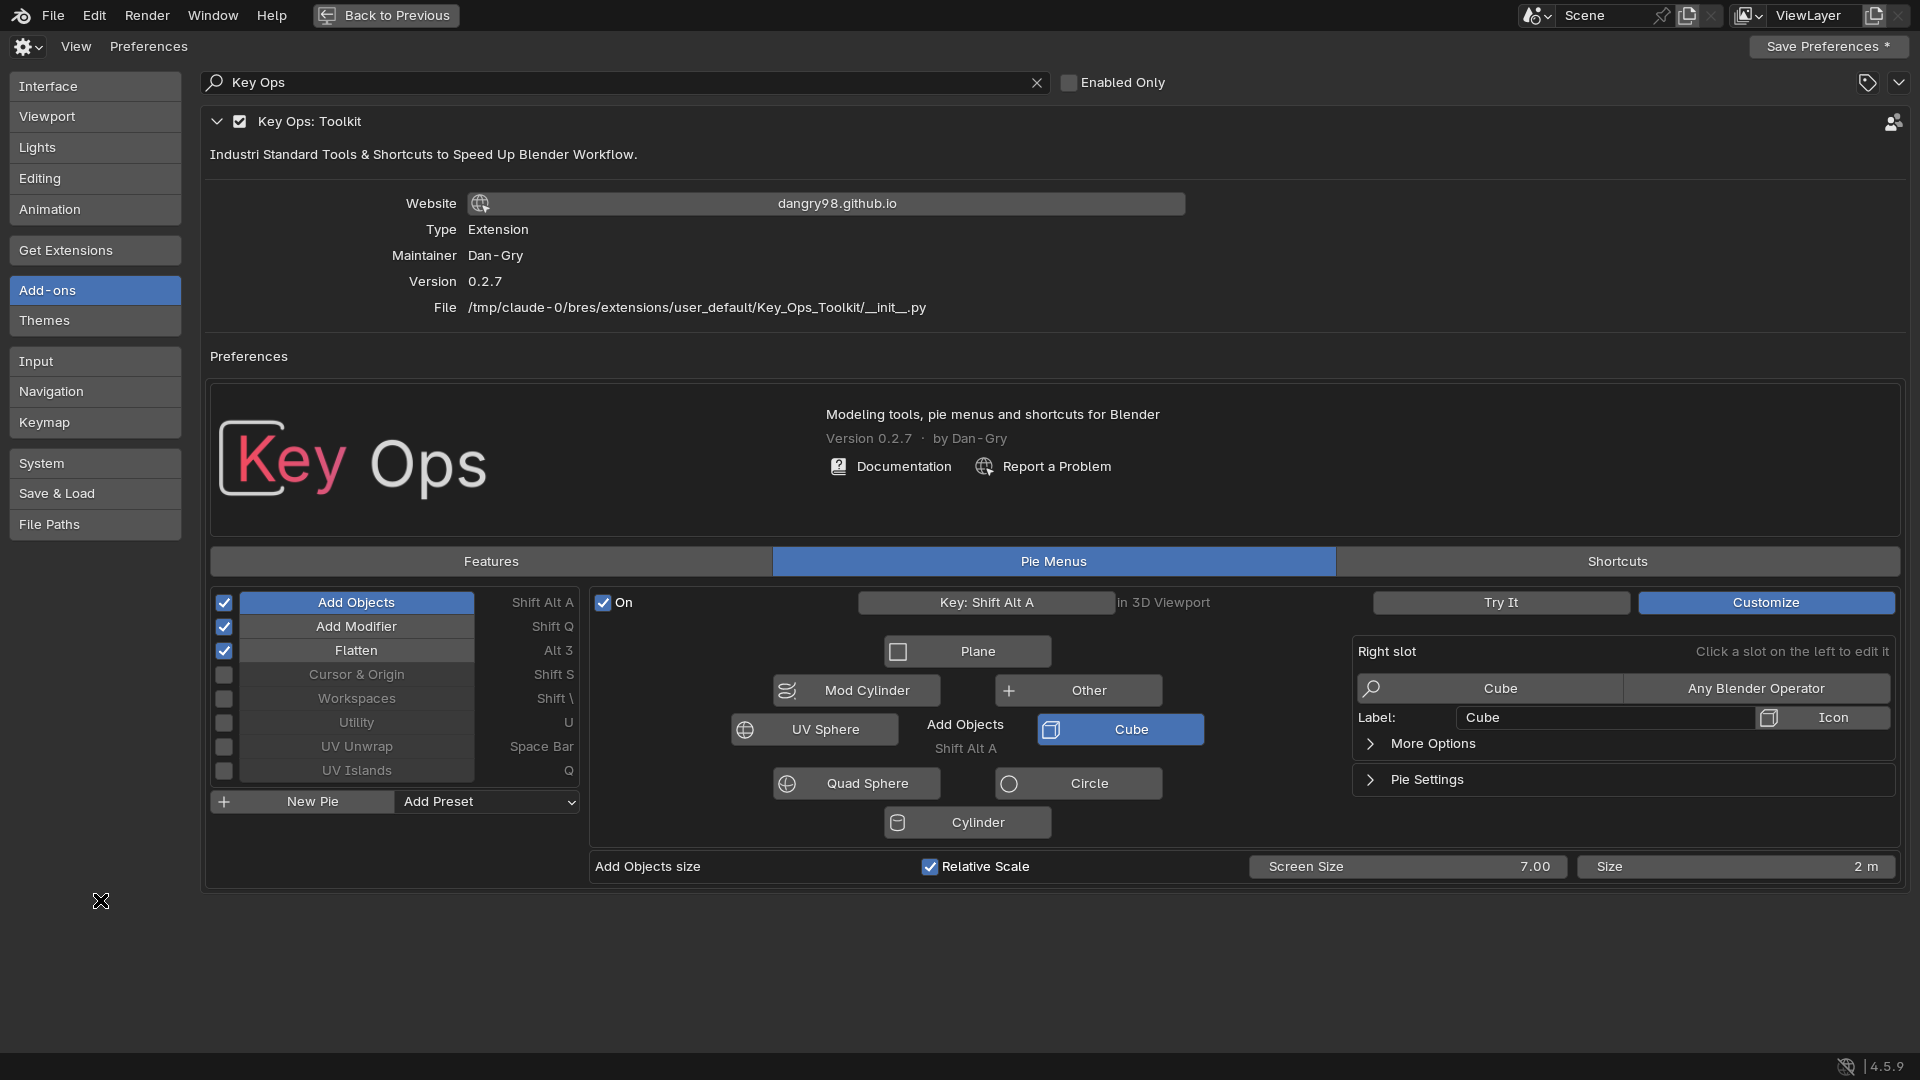 File Edit Render Window Help Back to Previous Scene ViewLayer
View Preferences Save Preferences *
Interface
Viewport
Lights
Editing
Animation
Get Extensions
Add-ons
Themes
Input
Navigation
Keymap
System
Save & Load
File Paths
Key Ops Enabled Only
Key Ops: Toolkit
Industri Standard Tools & Shortcuts to Speed Up Blender Workflow.
Website dangry98.github.io
Type Extension
Maintainer Dan-Gry
Version 0.2.7
File /tmp/claude-0/bres/extensions/user_default/Key_Ops_Toolkit/__init__.py
Preferences
Key Ops
Modeling tools, pie menus and shortcuts for Blender
Version 0.2.7 · by Dan-Gry
Documentation Report a Problem
Features Pie Menus Shortcuts
Add Objects Shift Alt A
Add Modifier Shift Q
Flatten Alt 3
Cursor & Origin Shift S
Workspaces Shift \
Utility U
UV Unwrap Space Bar
UV Islands Q
New Pie Add Preset
On Key: Shift Alt A in 3D Viewport Try It Customize
Plane
Mod Cylinder Other
UV Sphere Add Objects Cube
Shift Alt A
Quad Sphere Circle
Cylinder
Right slot Click a slot on the left to edit it
Cube Any Blender Operator
Label: Cube Icon
More Options
Pie Settings
Add Objects size Relative Scale Screen Size 7.00 Size 2 m
4.5.9